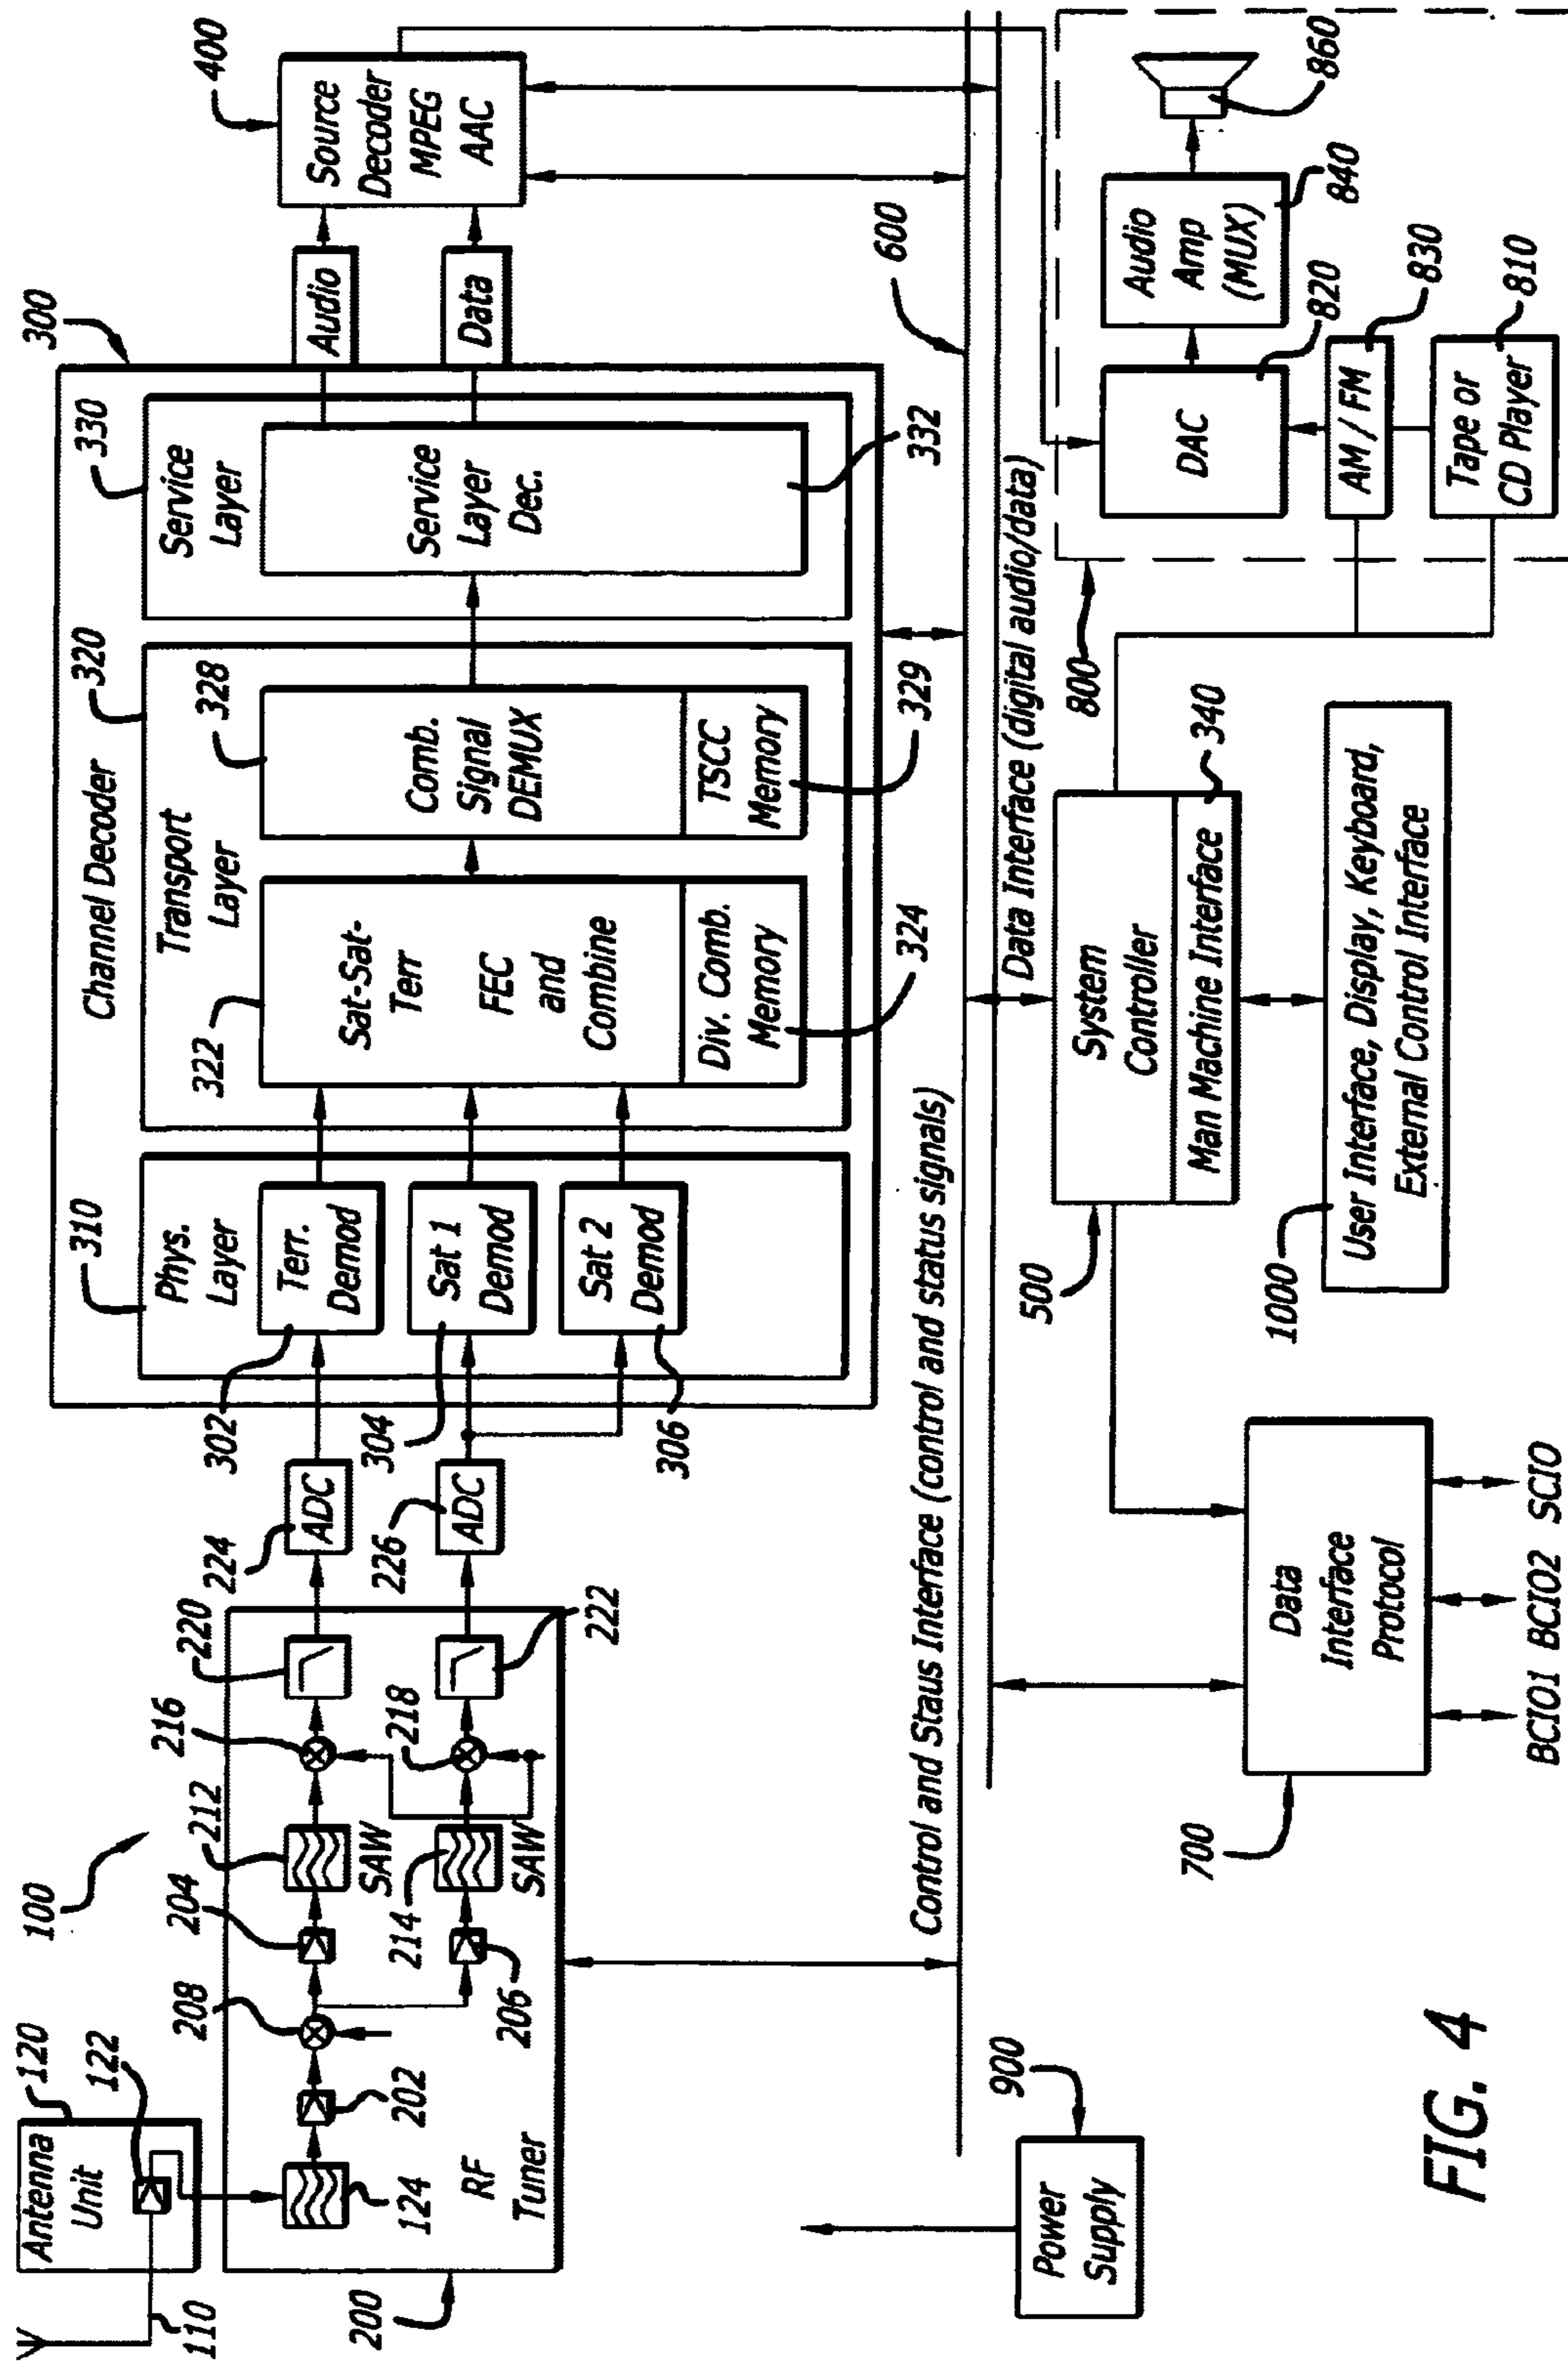 100
110
120
Antenna
Unit
122
124
RF
Tuner
200
202
208
204
206
212
SAW
214
SAW
216
218
220
222
224
ADC
226
ADC
300
Channel Decoder
310
Phys.
Layer
302
Terr.
Demod
304
Sat 1
Demod
306
Sat 2
Demod
320
Transport
Layer
322
Sat-Sat-
Terr
FEC
and
Combine
Div. Comb.
Memory
324
328
Comb.
Signal
DEMUX
TSCC
Memory
329
330
Service
Layer
Service
Layer
Dec.
332
Audio
Data
400
Source
Decoder
MPEG
AAC
600
Control and Staus Interface (control and status signals)
Data Interface (digital audio/data)
900
Power
Supply
700
Data
Interface
Protocol
BCIO1 BCIO2 SCIO
500
System
Controller
Man Machine Interface
340
1000
User Interface, Display, Keyboard,
External Control Interface
800
DAC
820
Audio
Amp
(MUX)
840
860
AM / FM
830
Tape or
CD Player
810
FIG. 4